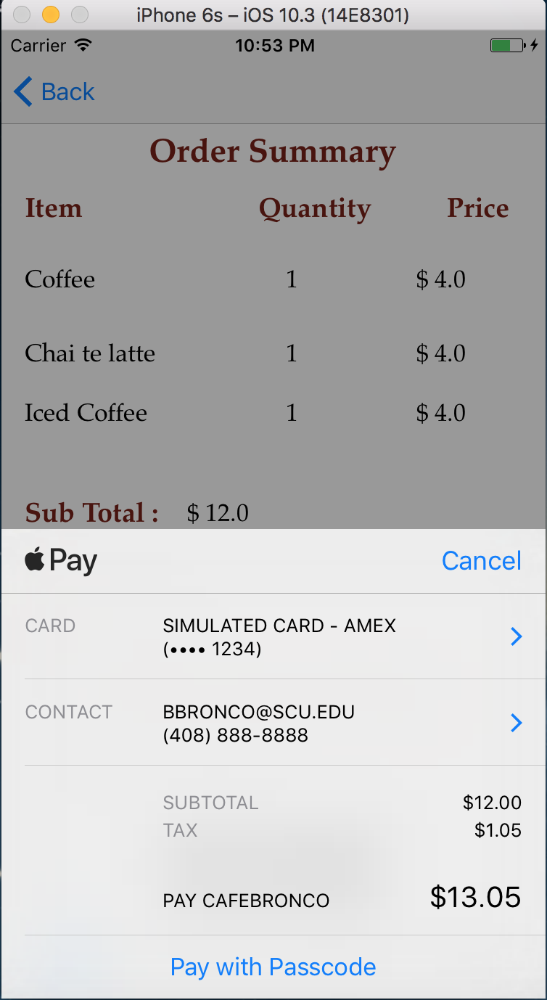 iPhone 6s – iOS 10.3 (14E8301)
Carrier 10:53 PM
Back
Order Summary
Item Quantity Price
Coffee 1 $ 4.0
Chai te latte 1 $ 4.0
Iced Coffee 1 $ 4.0
Sub Total : $ 12.0
Pay Cancel
CARD SIMULATED CARD - AMEX
(•••• 1234)
CONTACT BBRONCO@SCU.EDU
(408) 888-8888
SUBTOTAL $12.00
TAX $1.05
PAY CAFEBRONCO $13.05
Pay with Passcode